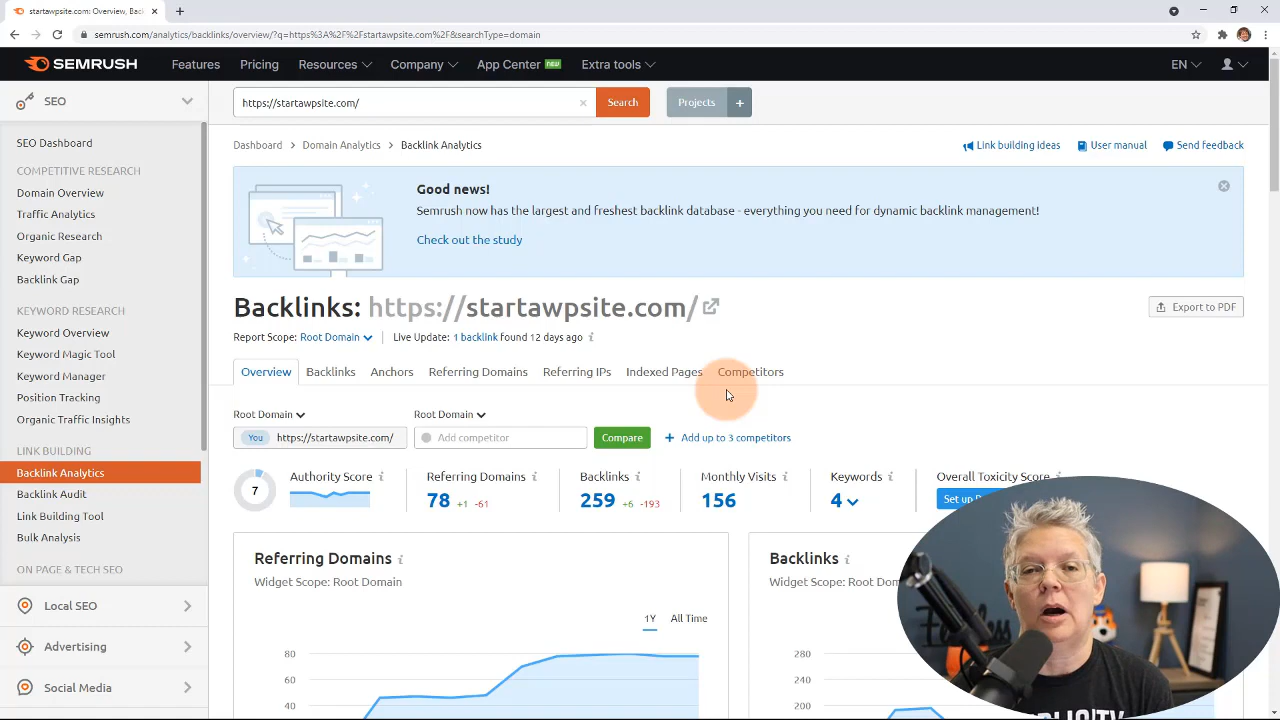 startawpsite.com: Overview, Bac
semrush.com/analytics/backlinks/overview/?q=https%3A%2F%2Fstartawpsite.com%2F&searchType=domain
SEMRUSH
Features
Pricing
Resources
Company
App Center NEW
Extra tools
EN
SEO
SEO Dashboard
COMPETITIVE RESEARCH
Domain Overview
Traffic Analytics
Organic Research
Keyword Gap
Backlink Gap
KEYWORD RESEARCH
Keyword Overview
Keyword Magic Tool
Keyword Manager
Position Tracking
Organic Traffic Insights
LINK BUILDING
Backlink Analytics
Backlink Audit
Link Building Tool
Bulk Analysis
ON PAGE & TECH SEO
Local SEO
Advertising
Social Media
https://startawpsite.com/
Search
Projects +
Dashboard > Domain Analytics > Backlink Analytics
Link building ideas
User manual
Send feedback
Good news!
Semrush now has the largest and freshest backlink database - everything you need for dynamic backlink management!
Check out the study
Backlinks: https://startawpsite.com/
Export to PDF
Report Scope: Root Domain
Live Update: 1 backlink found 12 days ago
Overview
Backlinks
Anchors
Referring Domains
Referring IPs
Indexed Pages
Competitors
Root Domain
Root Domain
You https://startawpsite.com/
Add competitor
Compare
+ Add up to 3 competitors
7
Authority Score
Referring Domains
78 +1 -61
Backlinks
259 +6 -193
Monthly Visits
156
Keywords
4
Overall Toxicity Score
Set up
Referring Domains
Widget Scope: Root Domain
1Y
All Time
80
60
40
Backlinks
Widget Scope: Root Do
280
240
200